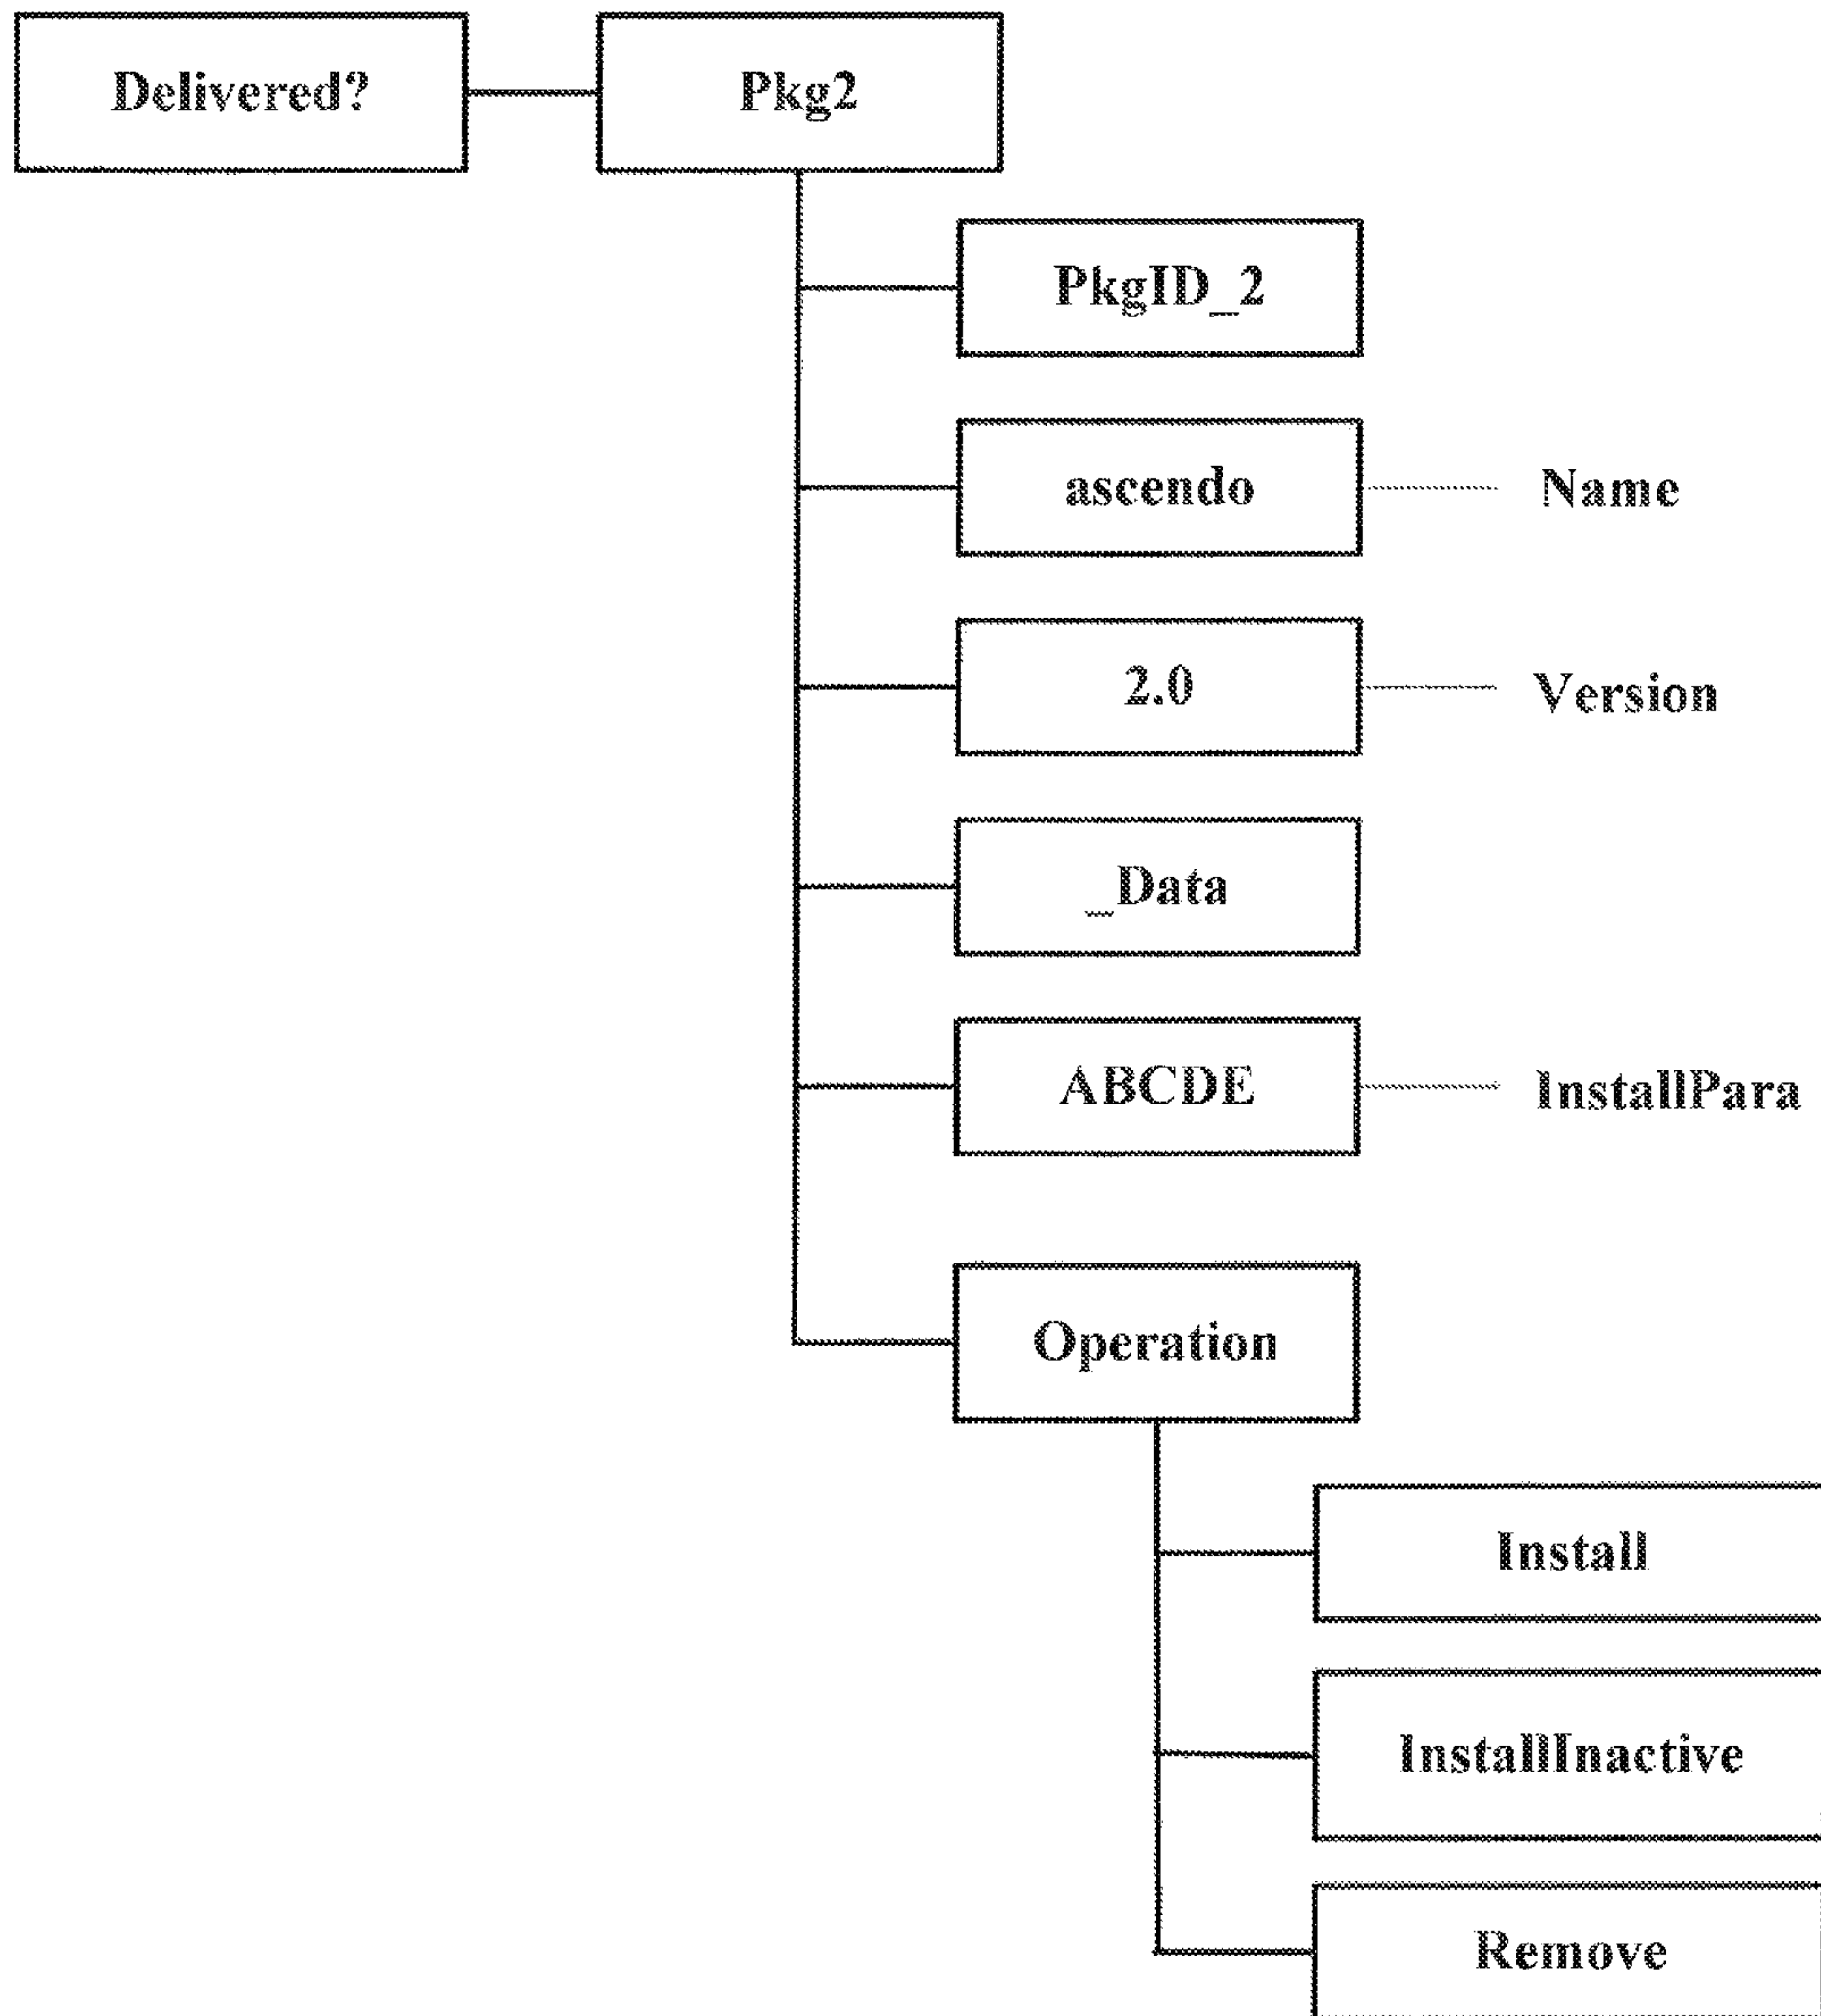 Delivered?
Pkg2
PkgID_2
ascendo
Name
2.0
Version
_Data
ABCDE
InstallPara
Operation
Install
InstallInactive
Remove